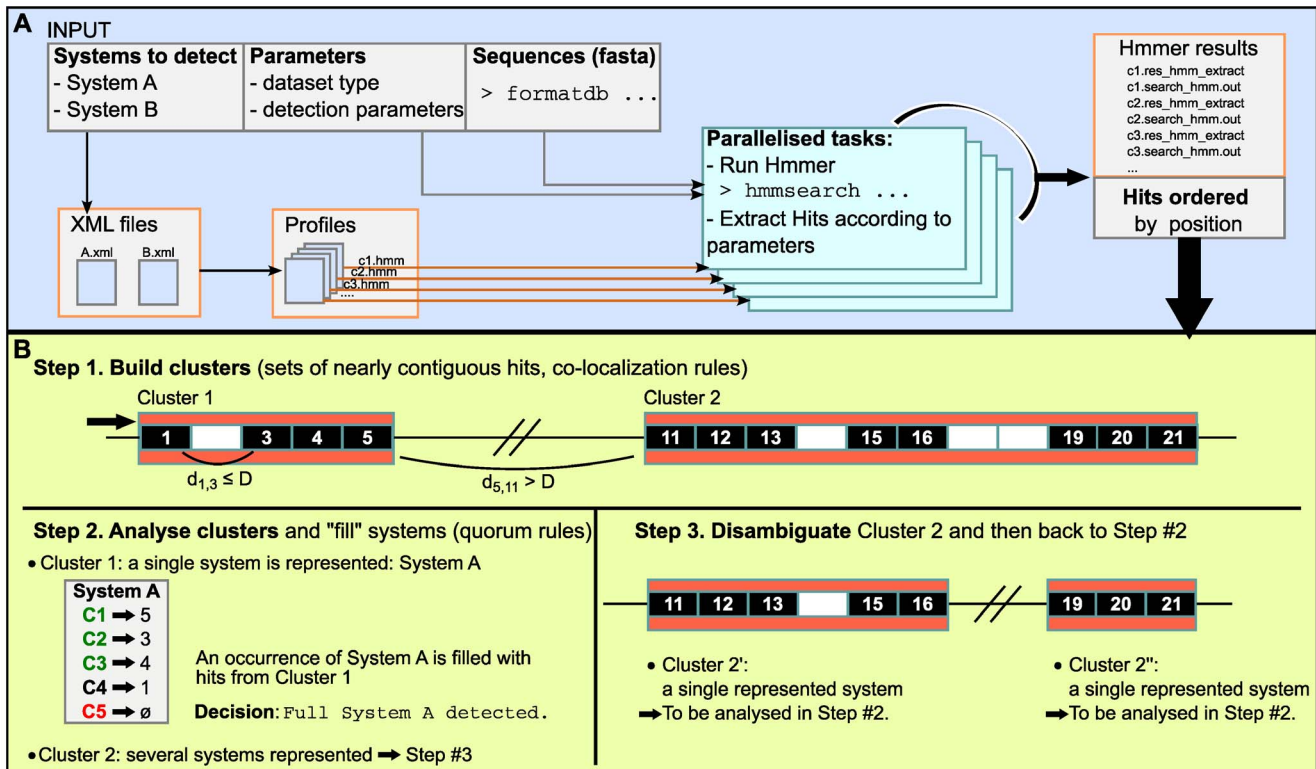 A
INPUT
Systems to detect
- System A
- System B
Parameters
- dataset type
- detection parameters
Sequences (fasta)
> formatdb ...
XML files
A.xml B.xml
Profiles
c1.hmm
c2.hmm
c3.hmm
....
Parallelised tasks:
- Run Hmmer
> hmmsearch ...
- Extract Hits according to
parameters
Hmmer results
c1.res_hmm_extract
c1.search_hmm.out
c2.res_hmm_extract
c2.search_hmm.out
c3.res_hmm_extract
c3.search_hmm.out
...
Hits ordered
by position
B
Step 1. Build clusters (sets of nearly contiguous hits, co-localization rules)
Cluster 1
Cluster 2
1 3 4 5
11 12 13 15 16 19 20 21
d1,3 ≤ D
d5,11 > D
Step 2. Analyse clusters and "fill" systems (quorum rules)
• Cluster 1: a single system is represented: System A
System A
C1 ➡ 5
C2 ➡ 3
C3 ➡ 4
C4 ➡ 1
C5 ➡ ø
An occurrence of System A is filled with
hits from Cluster 1
Decision: Full System A detected.
• Cluster 2: several systems represented ➡ Step #3
Step 3. Disambiguate Cluster 2 and then back to Step #2
11 12 13 15 16
19 20 21
• Cluster 2':
a single represented system
➡ To be analysed in Step #2.
• Cluster 2":
a single represented system
➡ To be analysed in Step #2.